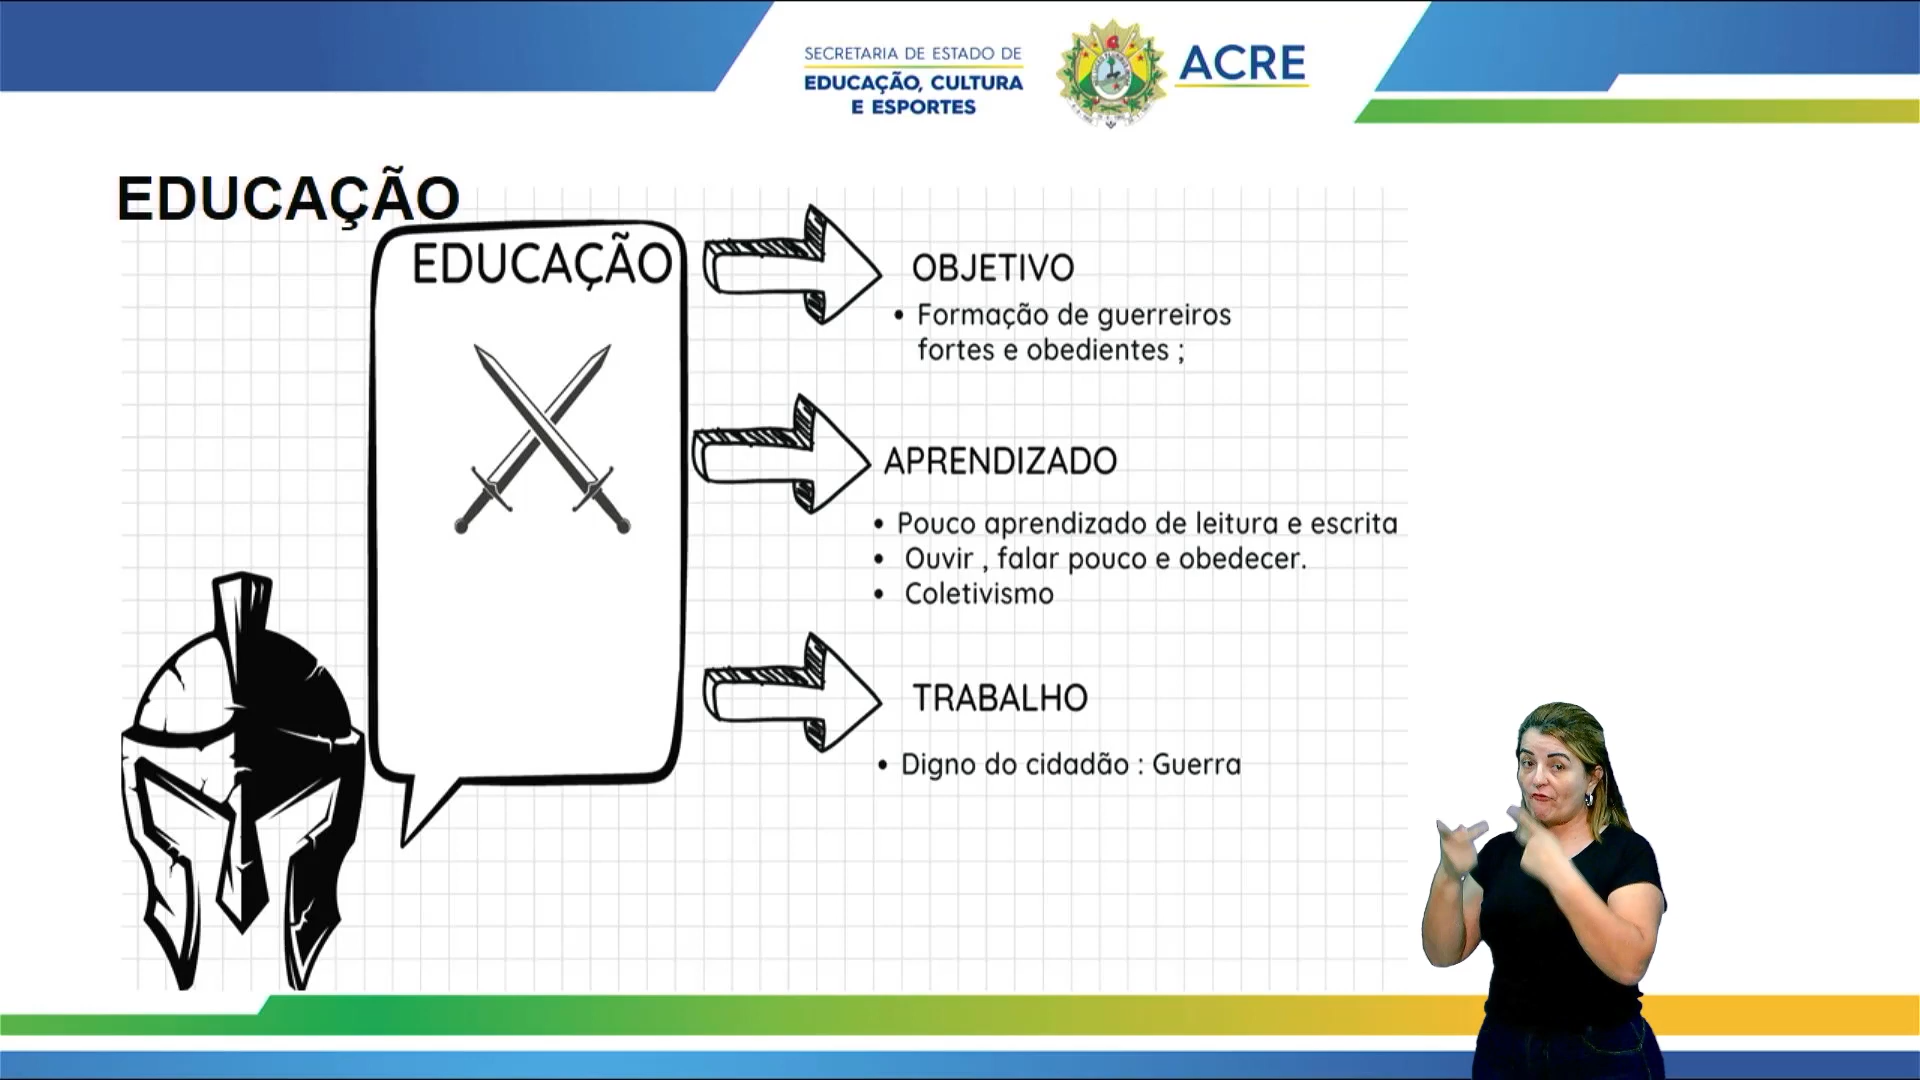 SECRETARIA DE ESTADO DE
EDUCAÇÃO, CULTURA
E ESPORTES
ACRE
EDUCAÇÃO
EDUCAÇÃO
OBJETIVO
• Formação de guerreiros
fortes e obedientes ;
APRENDIZADO
• Pouco aprendizado de leitura e escrita
• Ouvir , falar pouco e obedecer.
• Coletivismo
TRABALHO
• Digno do cidadão : Guerra